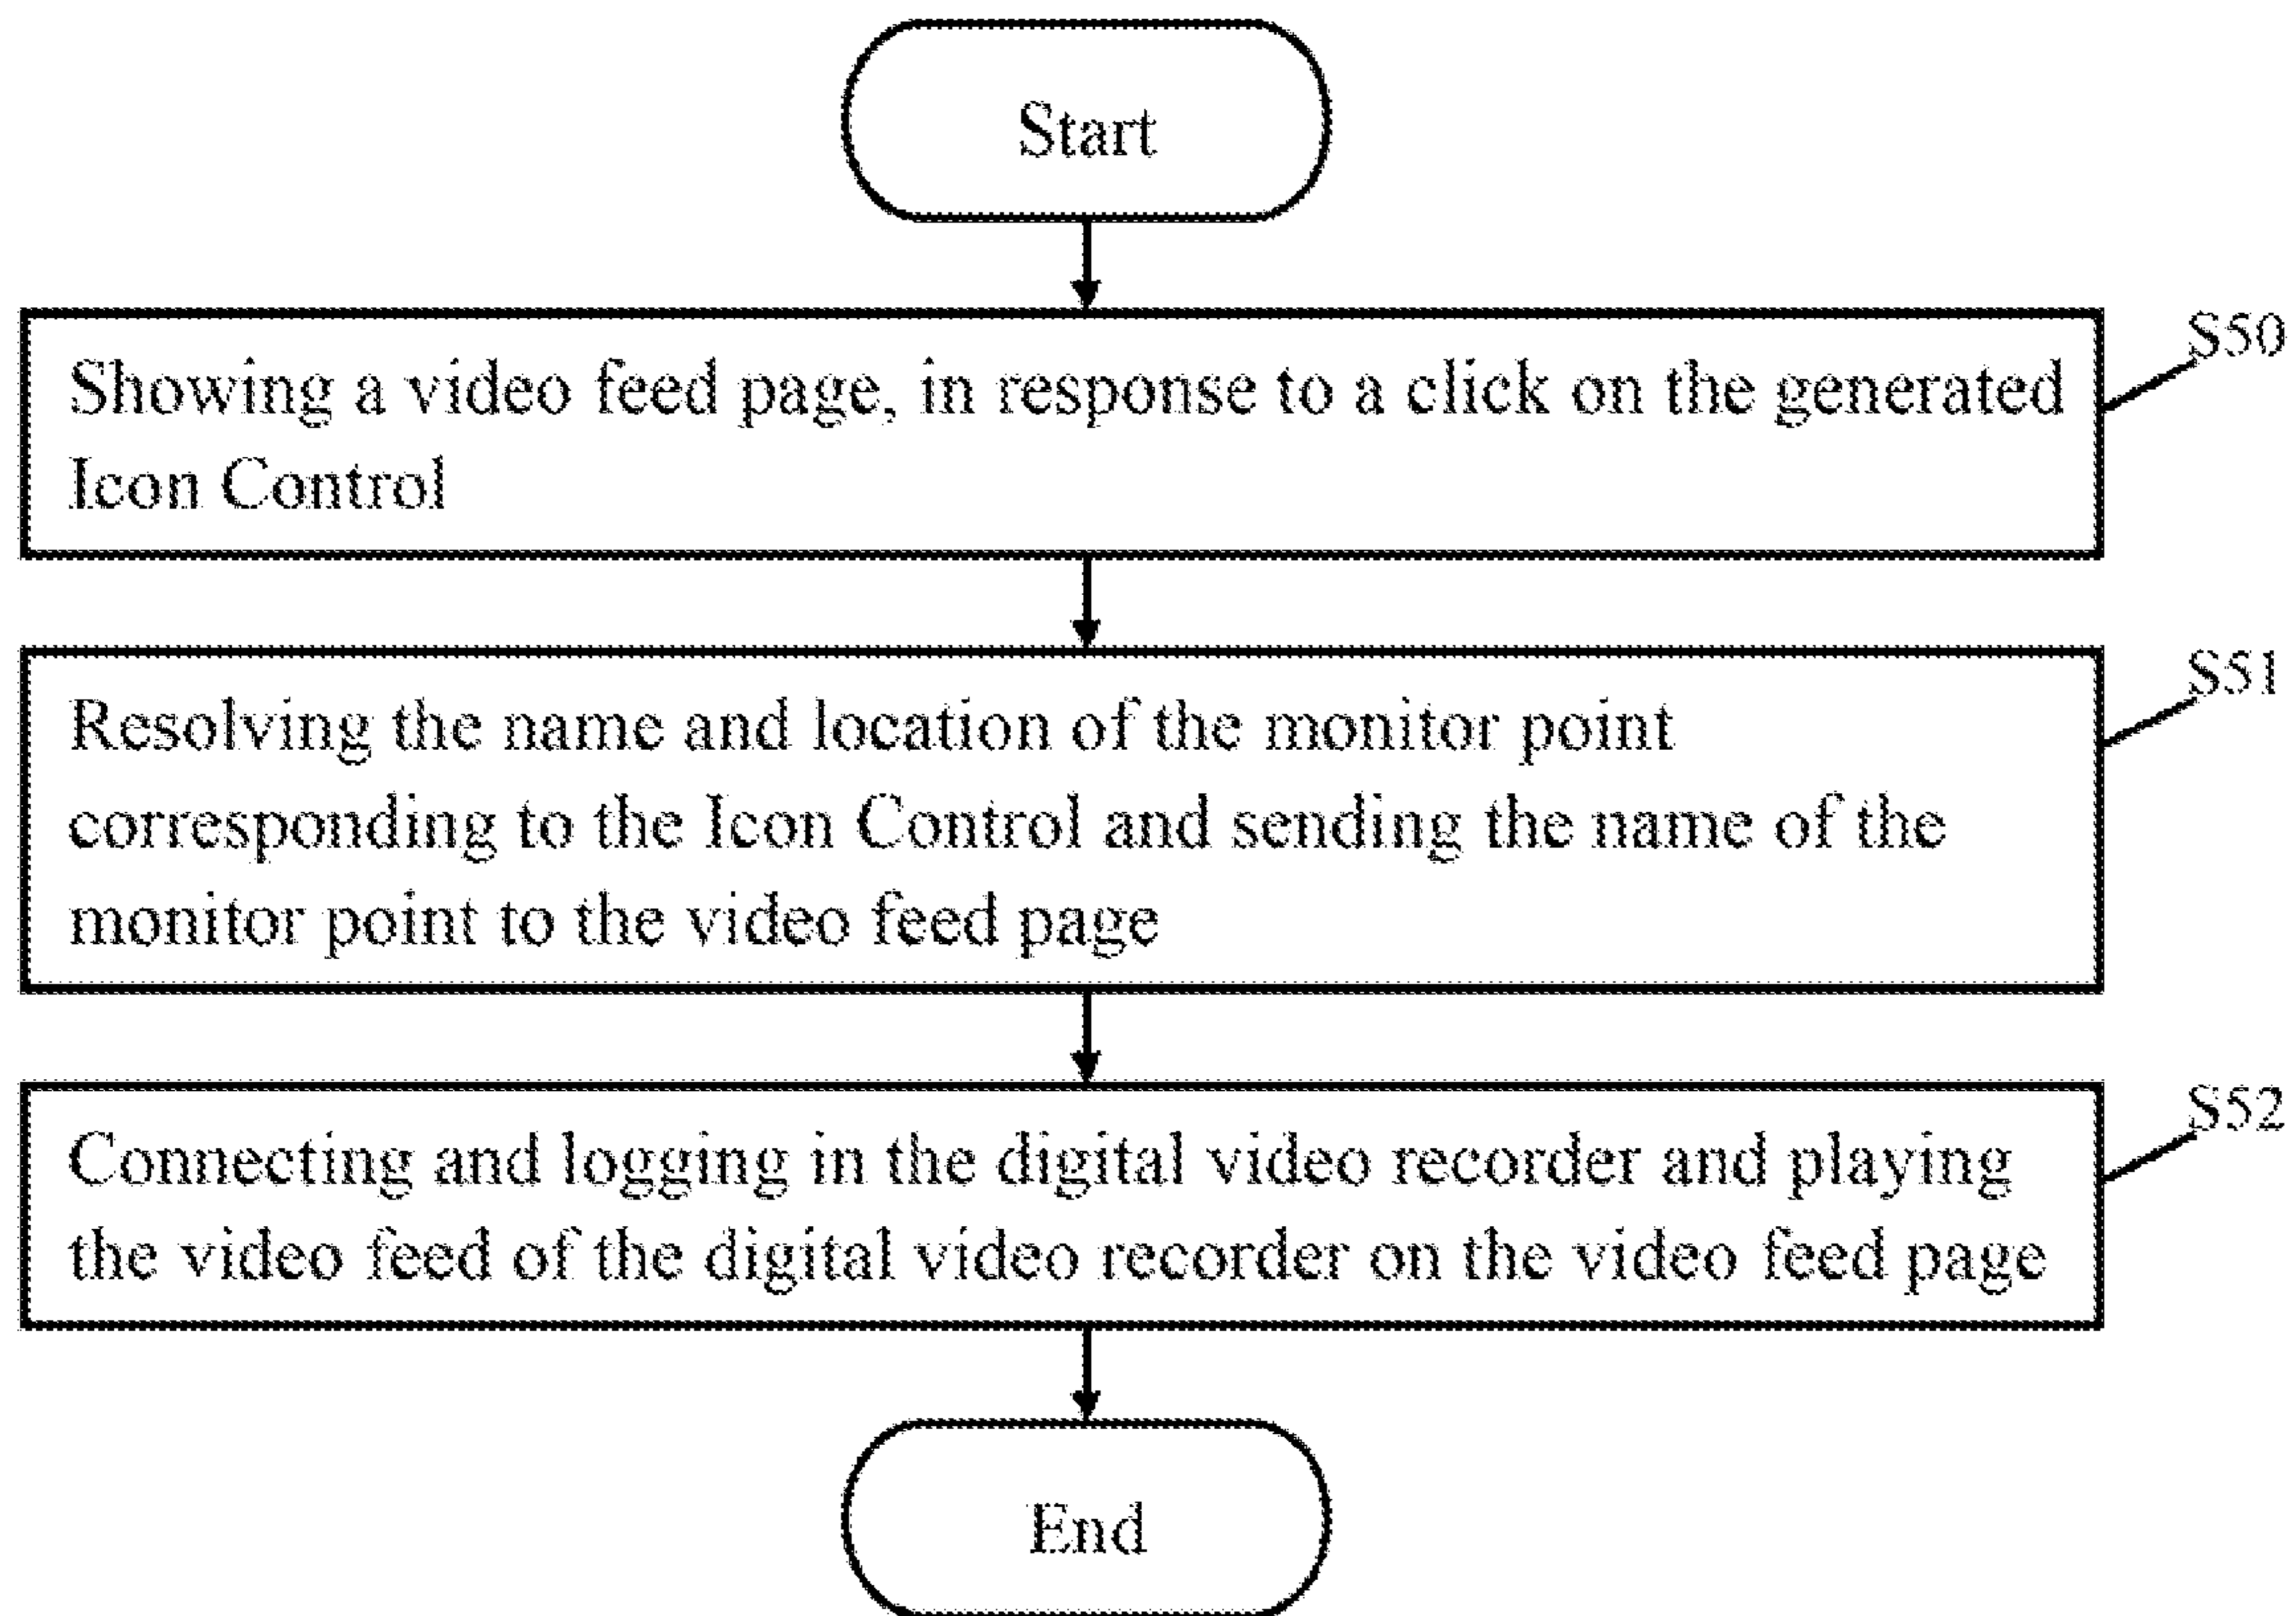 Start
S50
Showing a video feed page, in response to a click on the generated
Icon Control
S51
Resolving the name and location of the monitor point
corresponding to the Icon Control and sending the name of the
monitor point to the video feed page
S52
Connecting and logging in the digital video recorder and playing
the video feed of the digital video recorder on the video feed page
End